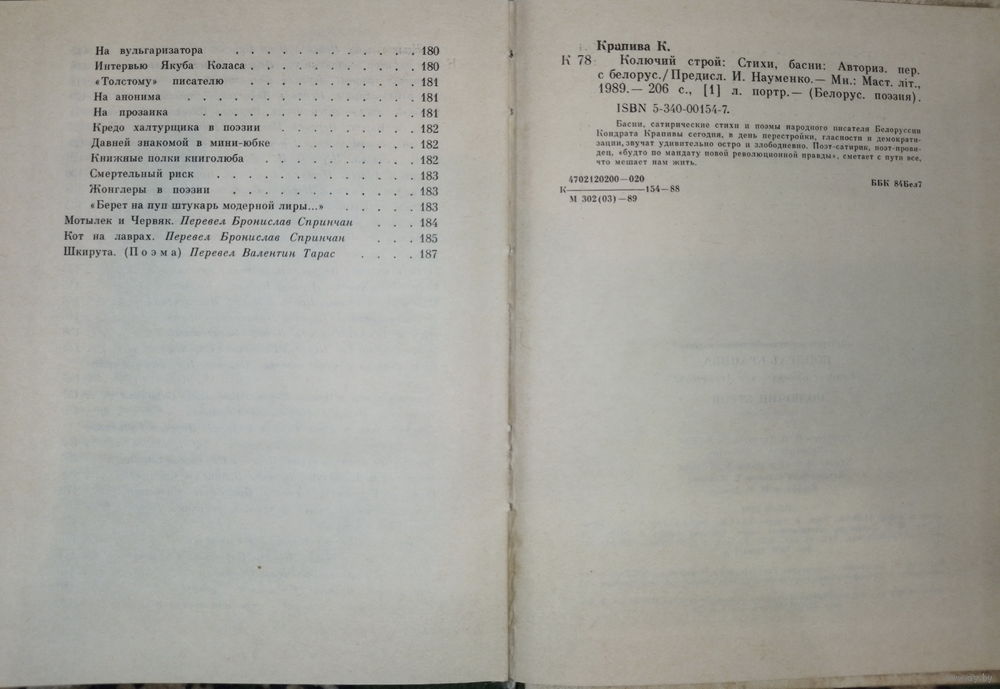 На вульгаризатора . . . . . . . . . . . 180
Интервью Якуба Коласа . . . . . . . . . . 180
«Толстому» писателю . . . . . . . . . . 181
На анонима . . . . . . . . . . . . . 181
На прозаика . . . . . . . . . . . . 181
Кредо халтурщика в поэзии . . . . . . . . 182
Давней знакомой в мини-юбке . . . . . . . . 182
Книжные полки книголюба . . . . . . . . . 182
Смертельный риск . . . . . . . . . . . 183
Жонглеры в поэзии . . . . . . . . . . . 183
«Берет на пуп штукарь модерной лиры...» . . . . . 183
Мотылек и Червяк. Перевел Бронислав Спринчан . . . 184
Кот на лаврах. Перевел Бронислав Спринчан . . . 185
Шкирута. (Поэма) Перевел Валентин Тарас . . . . 187
Крапива К.
К 78 Колючий строй: Стихи, басни: Авториз. пер.
с белорус./Предисл. И. Науменко.— Мн.: Маст. літ.,
1989.— 206 с., [1] л. портр.— (Белорус. поэзия).
ISBN 5-340-00154-7.
Басни, сатирические стихи и поэмы народного писателя Белоруссии
Кондрата Крапивы сегодня, в день перестройки, гласности и демократи-
зации, звучат удивительно остро и злободневно. Поэт-сатирик, поэт-прови-
дец, «будто по мандату новой революционной правды», сметает с пути все,
что мешает нам жить.
4702120200—020
К 154—88
М 302(03)—89
ББК 84Бел7